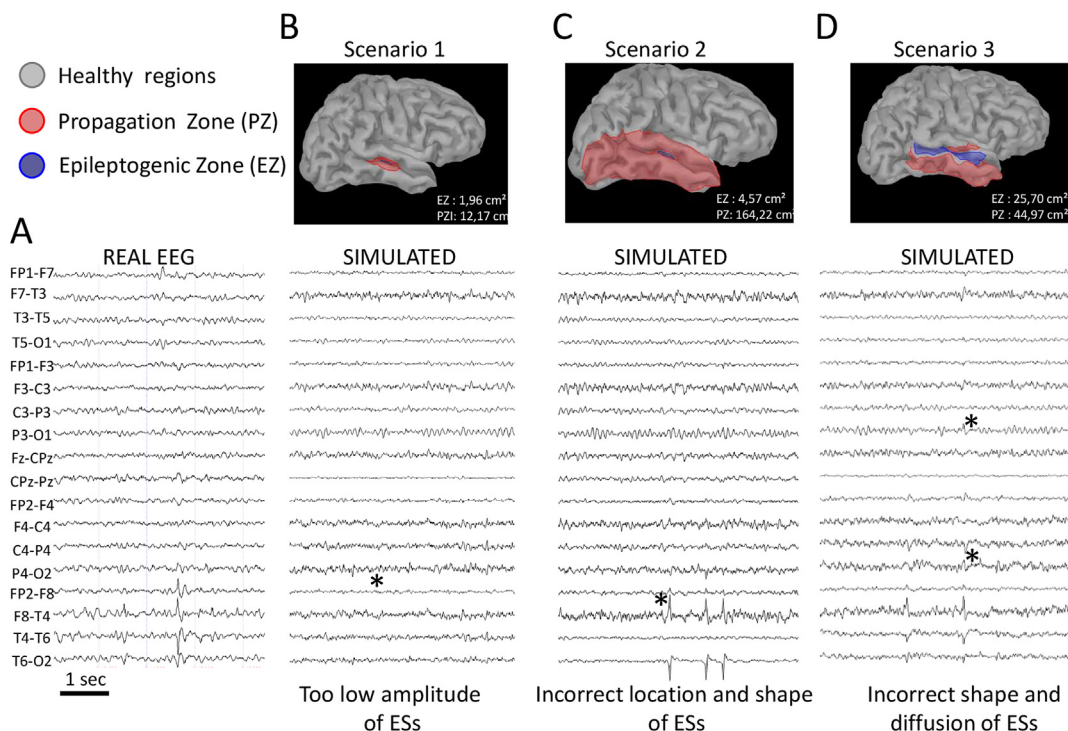 B
C
D
Scenario 1
Scenario 2
Scenario 3
Healthy regions
Propagation Zone (PZ)
Epileptogenic Zone (EZ)
EZ : 1,96 cm²
PZI: 12,17 cm
EZ : 4,57 cm²
PZ: 164,22 cm²
EZ : 25,70 cm²
PZ : 44,97 cm²
A
REAL EEG
SIMULATED
SIMULATED
SIMULATED
FP1-F7
F7-T3
T3-T5
T5-O1
FP1-F3
F3-C3
C3-P3
P3-O1
Fz-CPz
CPz-Pz
FP2-F4
F4-C4
C4-P4
P4-O2
FP2-F8
F8-T4
T4-T6
T6-O2
*
*
*
*
1 sec
Too low amplitude
of ESs
Incorrect location and shape
of ESs
Incorrect shape and
diffusion of ESs